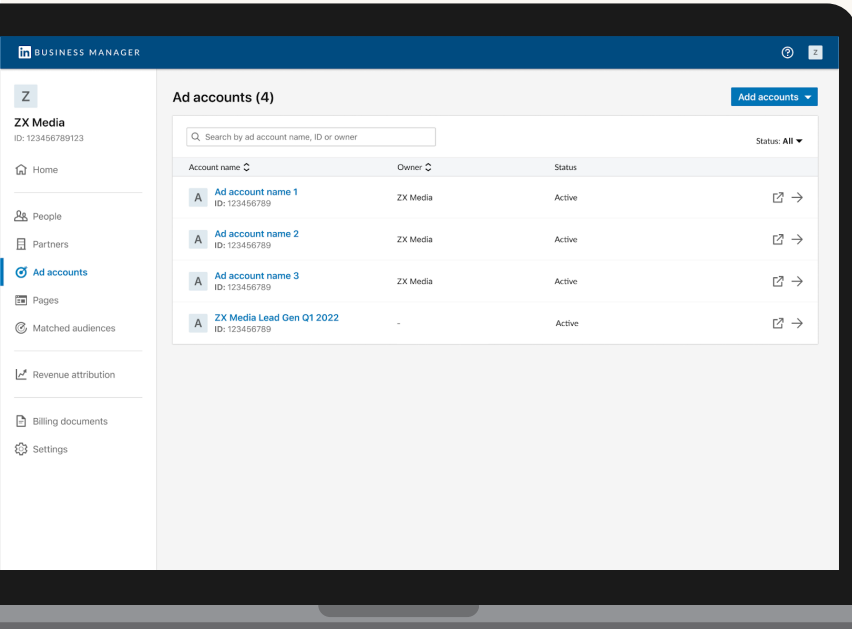 in BUSINESS MANAGER
Z
Z
ZX Media
ID: 123456789123
Home
People
Partners
Ad accounts
Pages
Matched audiences
Revenue attribution
Billing documents
Settings
Ad accounts (4)
Add accounts
Search by ad account name, ID or owner
Status: All
Account name Owner Status
A Ad account name 1 ZX Media Active
ID: 123456789
A Ad account name 2 ZX Media Active
ID: 123456789
A Ad account name 3 ZX Media Active
ID: 123456789
A ZX Media Lead Gen Q1 2022 - Active
ID: 123456789